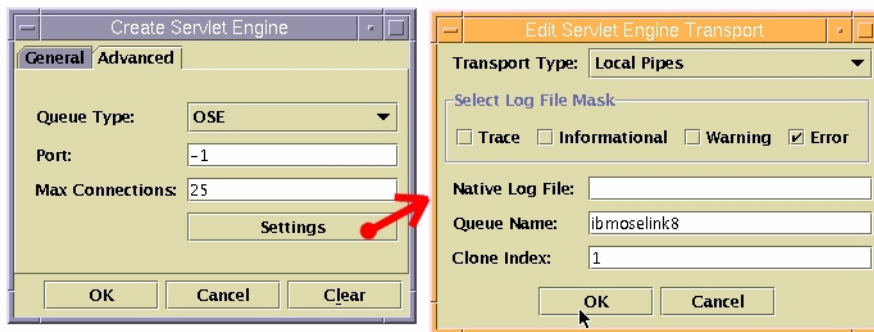 Create Servlet Engine
General Advanced
Queue Type: OSE
Port: -1
Max Connections: 25
Settings
OK Cancel Clear
Edit Servlet Engine Transport
Transport Type: Local Pipes
Select Log File Mask
Trace Informational Warning Error
Native Log File:
Queue Name: ibmoselink8
Clone Index: 1
OK Cancel